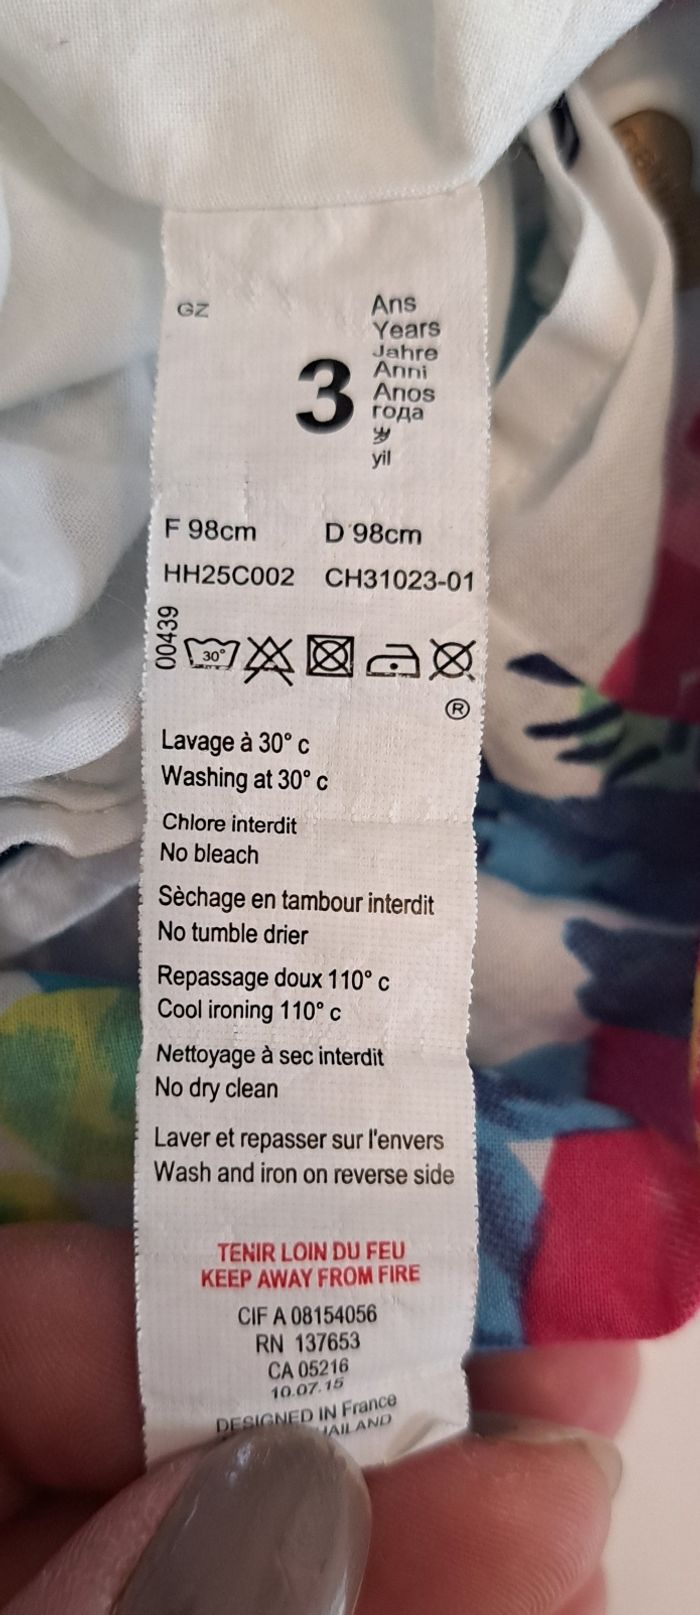 GZ
3
Ans
Years
Jahre
Anni
Anos
года
岁
yil
F 98cm D 98cm
HH25C002 CH31023-01
00439
30°
®
Lavage à 30° c
Washing at 30° c
Chlore interdit
No bleach
Sèchage en tambour interdit
No tumble drier
Repassage doux 110° c
Cool ironing 110° c
Nettoyage à sec interdit
No dry clean
Laver et repasser sur l'envers
Wash and iron on reverse side
TENIR LOIN DU FEU
KEEP AWAY FROM FIRE
CIF A 08154056
RN 137653
CA 05216
10.07.15
DESIGNED IN France